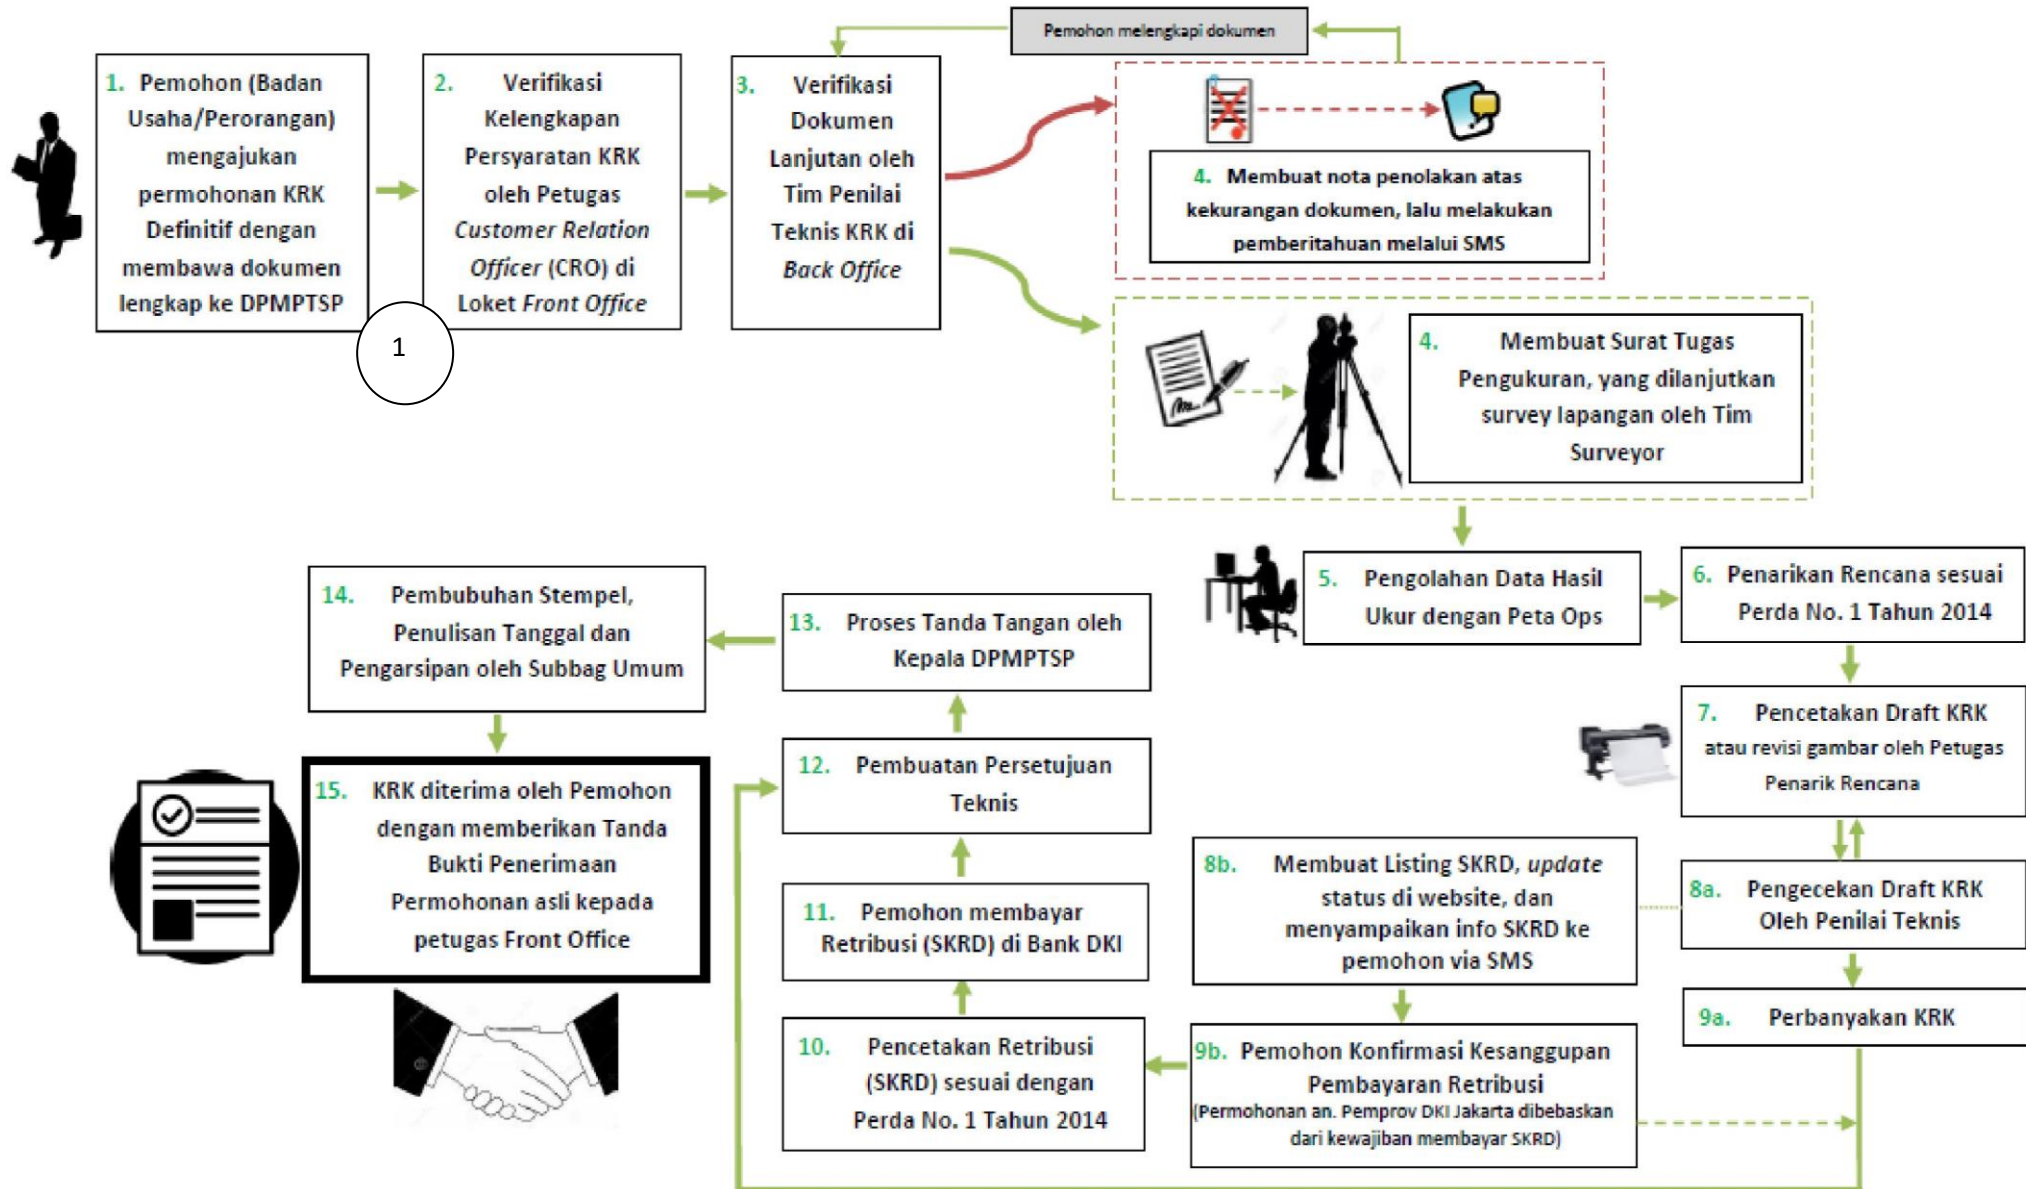 Pemohon melengkapi dokumen
1. Pemohon (Badan
Usaha/Perorangan)
mengajukan
permohonan KRK
Definitif dengan
membawa dokumen
lengkap ke DPMPTSP
1
2. Verifikasi
Kelengkapan
Persyaratan KRK
oleh Petugas
Customer Relation
Officer (CRO) di
Loket Front Office
3. Verifikasi
Dokumen
Lanjutan oleh
Tim Penilai
Teknis KRK di
Back Office
4. Membuat nota penolakan atas
kekurangan dokumen, lalu melakukan
pemberitahuan melalui SMS
4. Membuat Surat Tugas
Pengukuran, yang dilanjutkan
survey lapangan oleh Tim
Surveyor
5. Pengolahan Data Hasil
Ukur dengan Peta Ops
6. Penarikan Rencana sesuai
Perda No. 1 Tahun 2014
7. Pencetakan Draft KRK
atau revisi gambar oleh Petugas
Penarik Rencana
8a. Pengecekan Draft KRK
Oleh Penilai Teknis
8b. Membuat Listing SKRD, update
status di website, dan
menyampaikan info SKRD ke
pemohon via SMS
9a. Perbanyakan KRK
9b. Pemohon Konfirmasi Kesanggupan
Pembayaran Retribusi
(Permohonan an. Pemprov DKI Jakarta dibebaskan
dari kewajiban membayar SKRD)
10. Pencetakan Retribusi
(SKRD) sesuai dengan
Perda No. 1 Tahun 2014
11. Pemohon membayar
Retribusi (SKRD) di Bank DKI
12. Pembuatan Persetujuan
Teknis
13. Proses Tanda Tangan oleh
Kepala DPMPTSP
14. Pembubuhan Stempel,
Penulisan Tanggal dan
Pengarsipan oleh Subbag Umum
15. KRK diterima oleh Pemohon
dengan memberikan Tanda
Bukti Penerimaan
Permohonan asli kepada
petugas Front Office